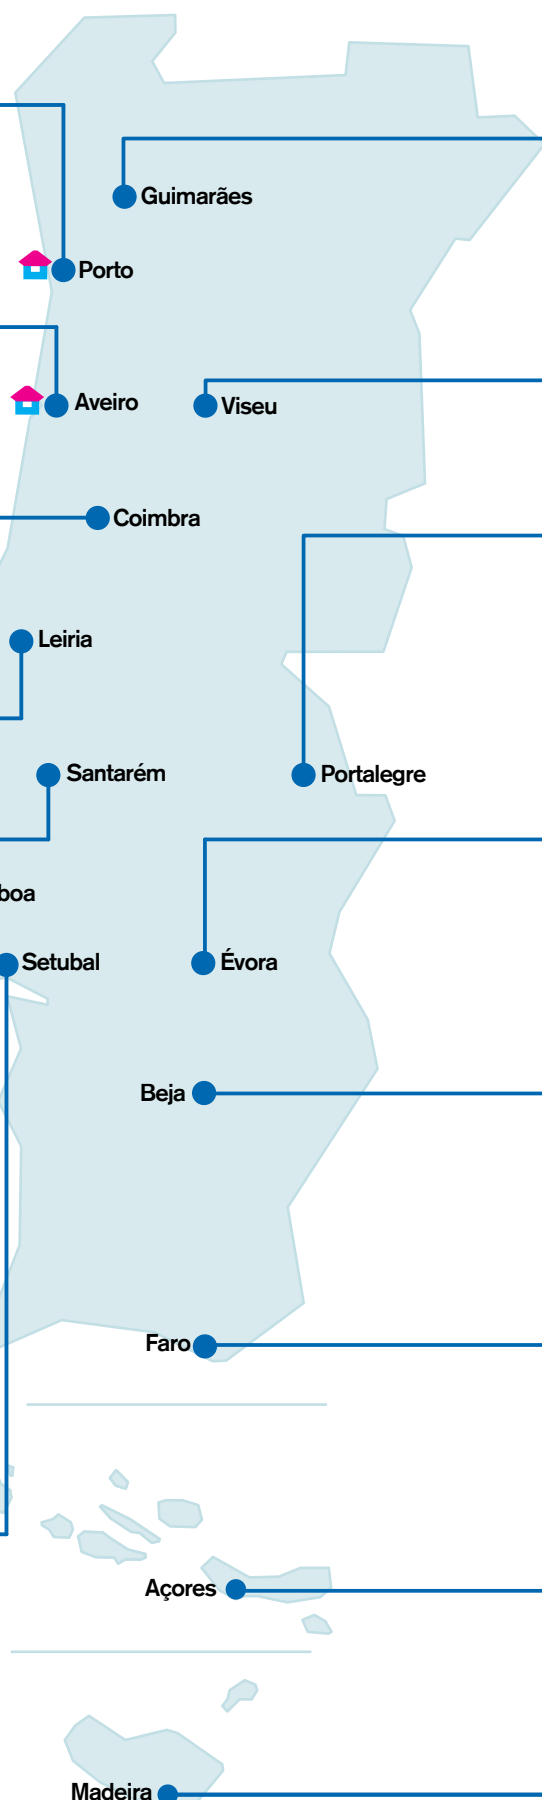 Guimarães
Porto
Aveiro
Viseu
Coimbra
Leiria
Santarém
Portalegre
boa
Setubal
Évora
Beja
Faro
Açores
Madeira